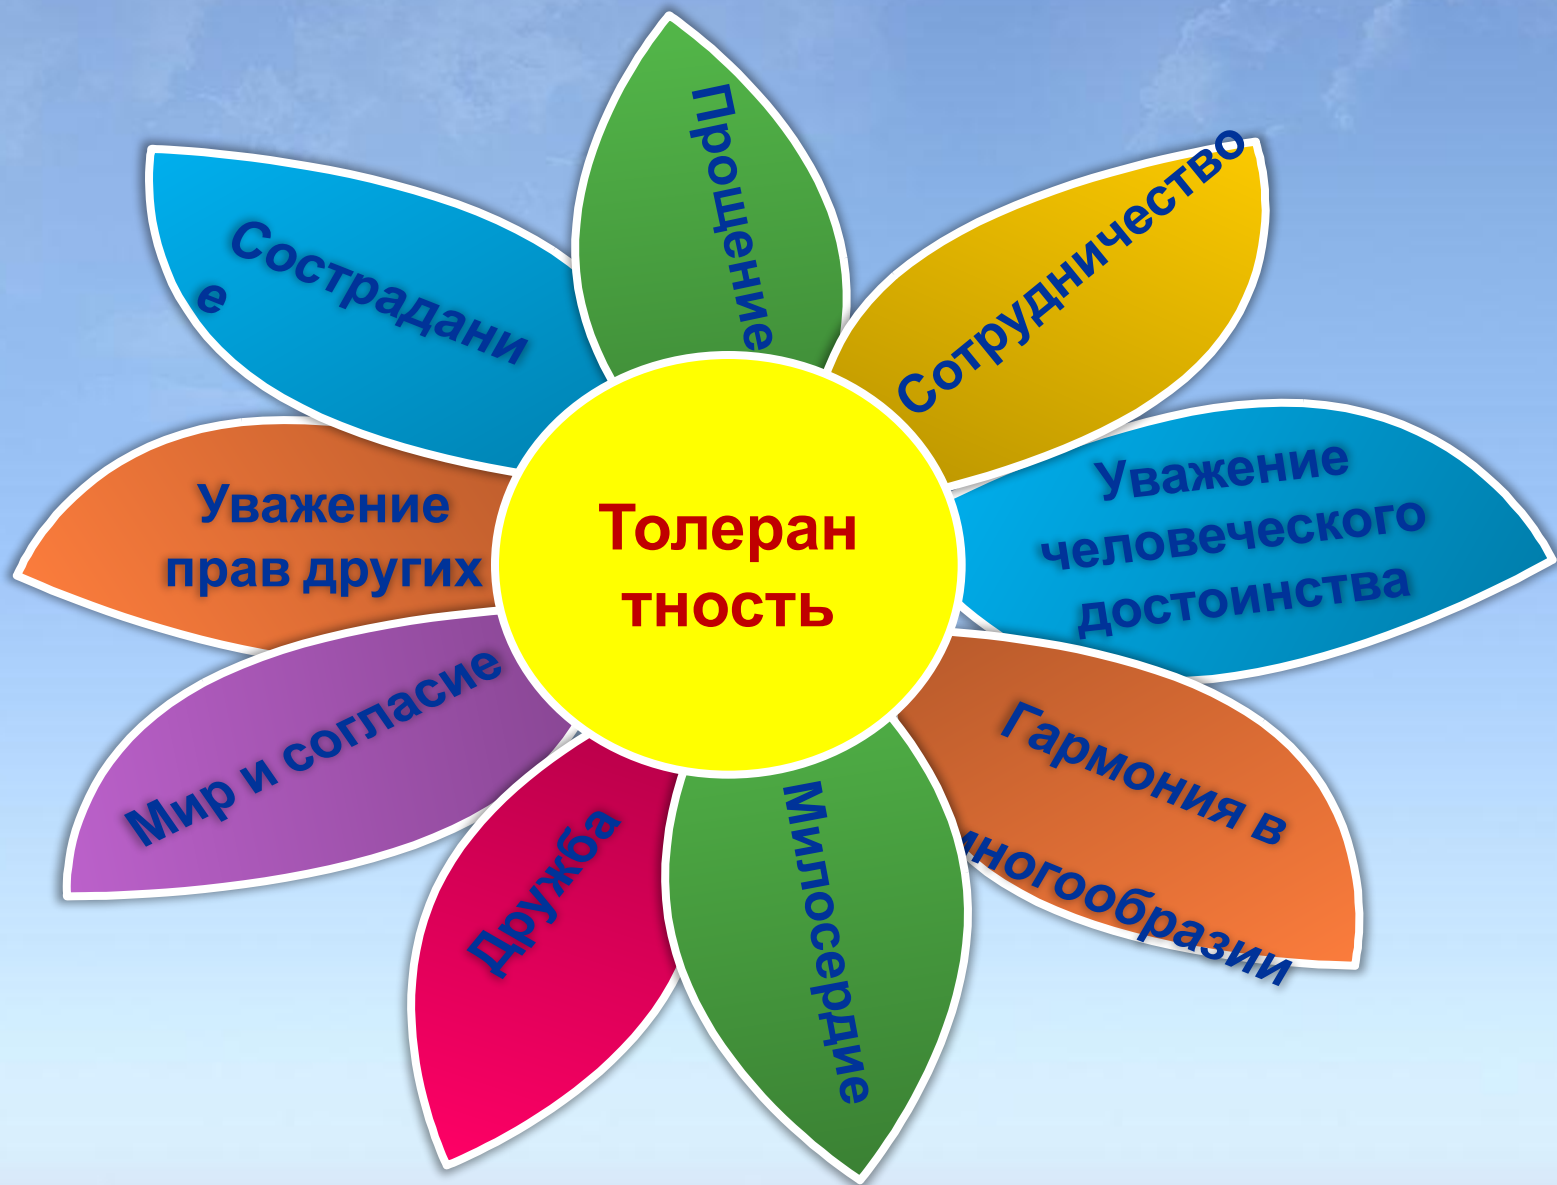 Прощение
Сотрудничество
Уважение
человеческого
достоинства
Гармония в
многообразии
Милосердие
Дружба
Мир и согласие
Уважение
прав других
Сострадани
е
Толеран
тность